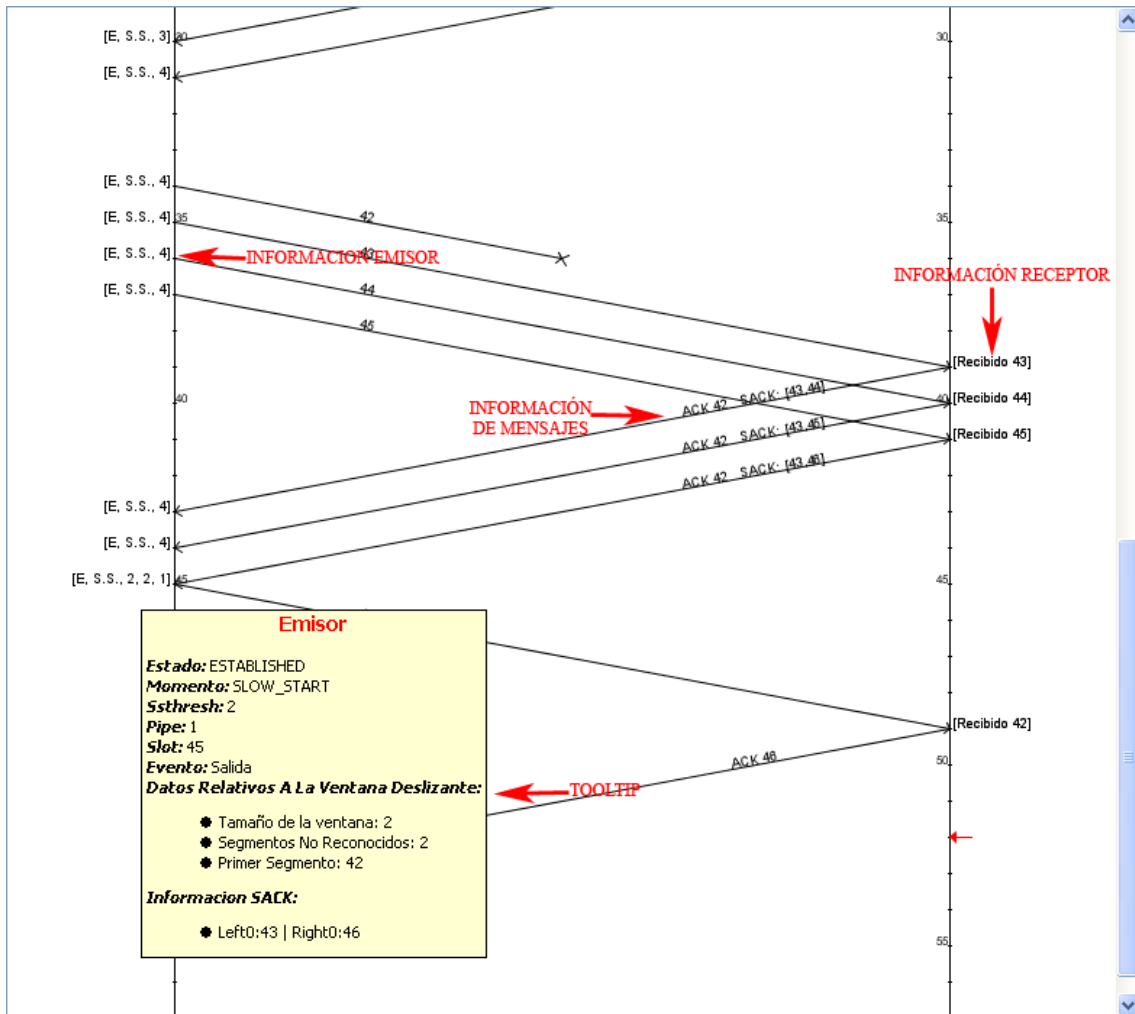 [E, S.S., 3]
30
30
[E, S.S., 4]
[E, S.S., 4]
42
[E, S.S., 4]
35
35
[E, S.S., 4]
INFORMACION EMISOR
43
INFORMACIÓN RECEPTOR
[E, S.S., 4]
44
45
[Recibido 43]
ACK 42 SACK: [43,44]
40
40
[Recibido 44]
INFORMACIÓN
DE MENSAJES
ACK 42 SACK: [43,45]
[Recibido 45]
ACK 42 SACK: [43,46]
[E, S.S., 4]
[E, S.S., 4]
[E, S.S., 2, 2, 1]
45
45
Emisor
Estado: ESTABLISHED
Momento: SLOW_START
Ssthresh: 2
Pipe: 1
Slot: 45
Evento: Salida
Datos Relativos A La Ventana Deslizante:
Tamaño de la ventana: 2
Segmentos No Reconocidos: 2
Primer Segmento: 42
Informacion SACK:
Left0:43 | Right0:46
[Recibido 42]
ACK 46
50
TOOLTIP
55